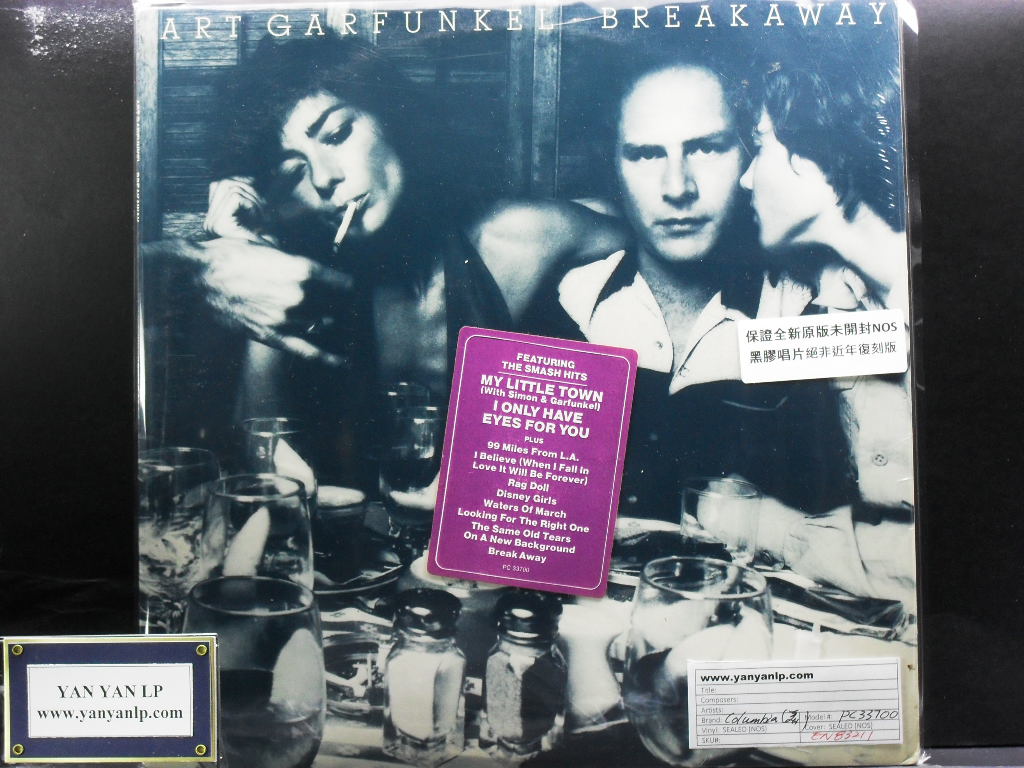 ART GARFUNKEL BREAKAWAY
FEATURING
THE SMASH HITS
MY LITTLE TOWN
(With Simon & Garfunkel)
I ONLY HAVE
EYES FOR YOU
PLUS
99 Miles From L.A.
I Believe (When I Fall In
Love It Will Be Forever)
Rag Doll
Disney Girls
Waters Of March
Looking For The Right One
The Same Old Tears
On A New Background
Break Away
PC 33700
保證全新原版未開封NOS
黑膠唱片絕非近年復刻版
YAN YAN LP
www.yanyanlp.com
www.yanyanlp.com
Title:
Composers:
Artists:
Brand: Columbia Model#: PC33700
Vinyl: SEALED (NOS) Cover: SEALED (NOS)
SKU#: EN83211